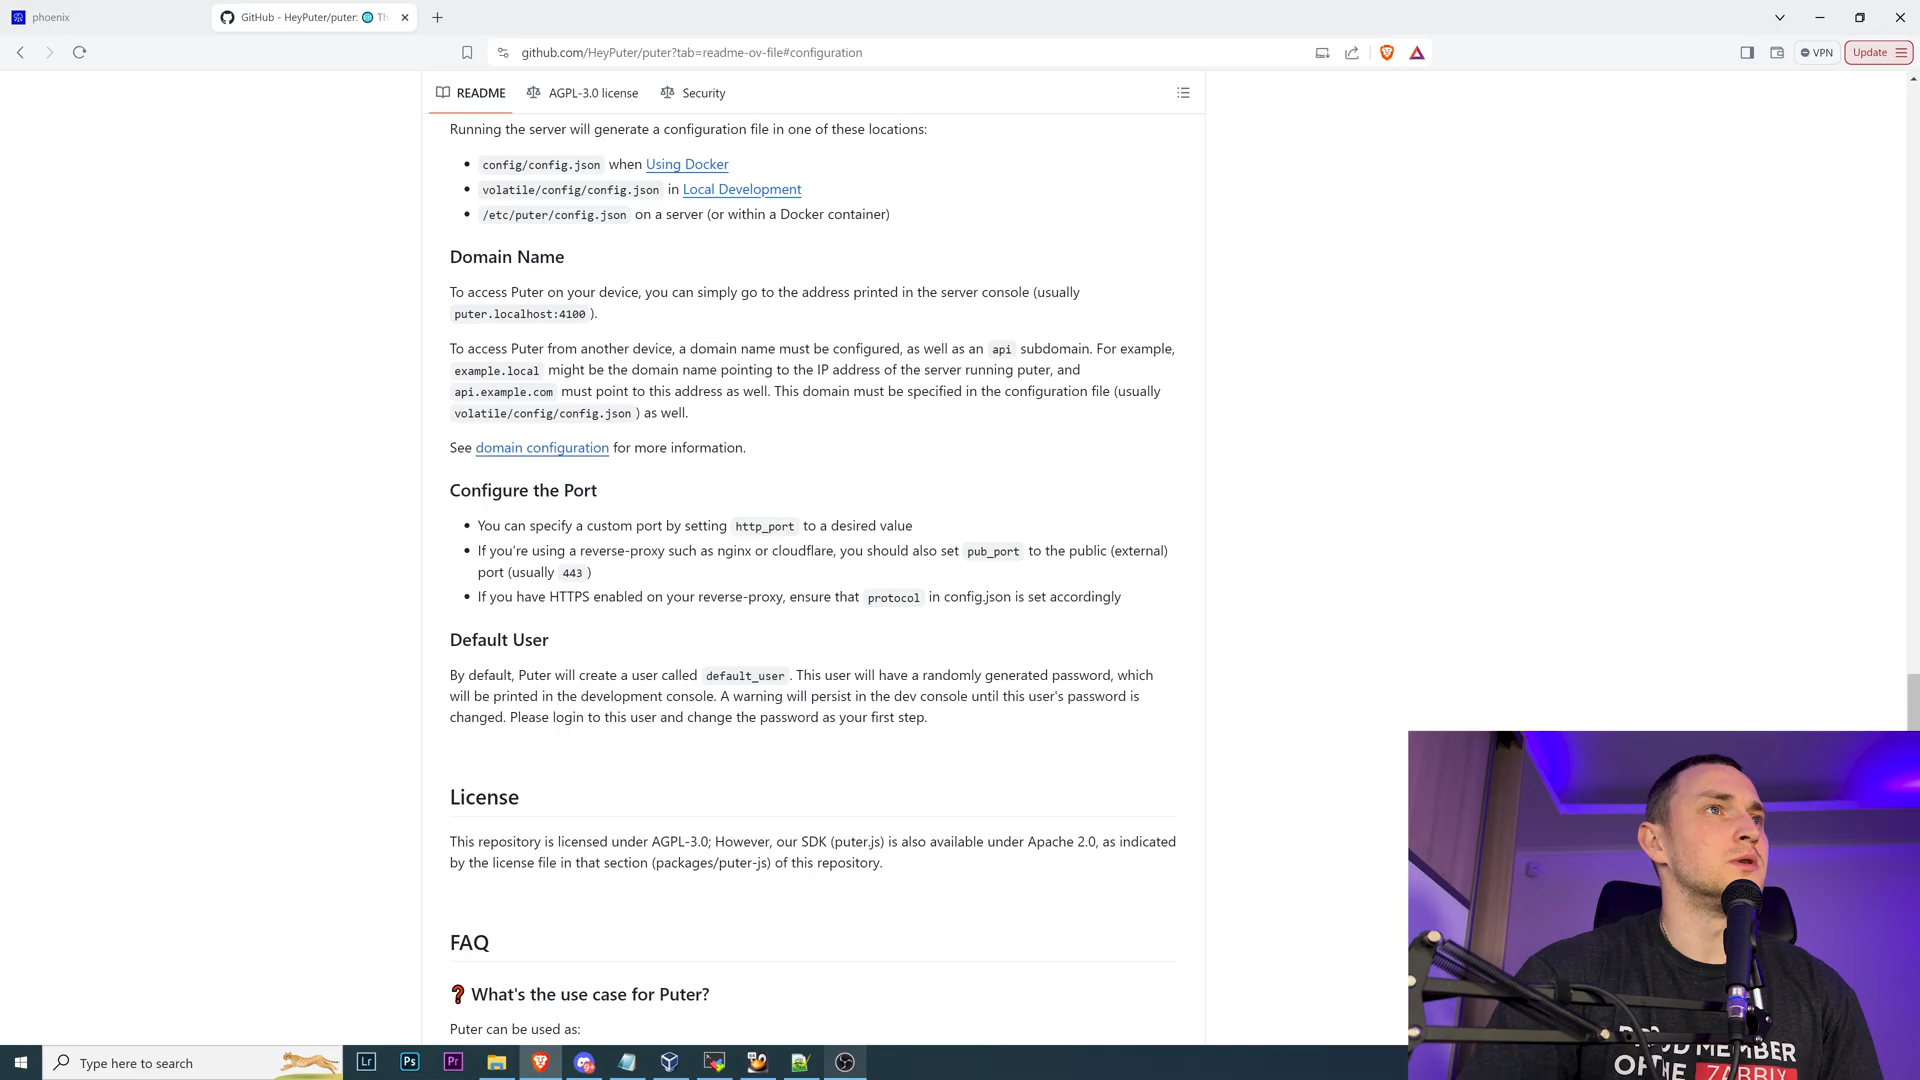 phoenix
GitHub - HeyPuter/puter: 🌐 Th
github.com/HeyPuter/puter?tab=readme-ov-file#configuration
VPN
Update
README
AGPL-3.0 license
Security
Running the server will generate a configuration file in one of these locations:
config/config.json when Using Docker
volatile/config/config.json in Local Development
/etc/puter/config.json on a server (or within a Docker container)
Domain Name
To access Puter on your device, you can simply go to the address printed in the server console (usually
puter.localhost:4100 ).
To access Puter from another device, a domain name must be configured, as well as an api subdomain. For example,
example.local might be the domain name pointing to the IP address of the server running puter, and
api.example.com must point to this address as well. This domain must be specified in the configuration file (usually
volatile/config/config.json ) as well.
See domain configuration for more information.
Configure the Port
You can specify a custom port by setting http_port to a desired value
If you're using a reverse-proxy such as nginx or cloudflare, you should also set pub_port to the public (external)
port (usually 443 )
If you have HTTPS enabled on your reverse-proxy, ensure that protocol in config.json is set accordingly
Default User
By default, Puter will create a user called default_user. This user will have a randomly generated password, which
will be printed in the development console. A warning will persist in the dev console until this user's password is
changed. Please login to this user and change the password as your first step.
License
This repository is licensed under AGPL-3.0; However, our SDK (puter.js) is also available under Apache 2.0, as indicated
by the license file in that section (packages/puter-js) of this repository.
FAQ
❓ What's the use case for Puter?
Puter can be used as:
Type here to search
Lr
Ps
Pr
MEMBER
OF THE
ZABBLY